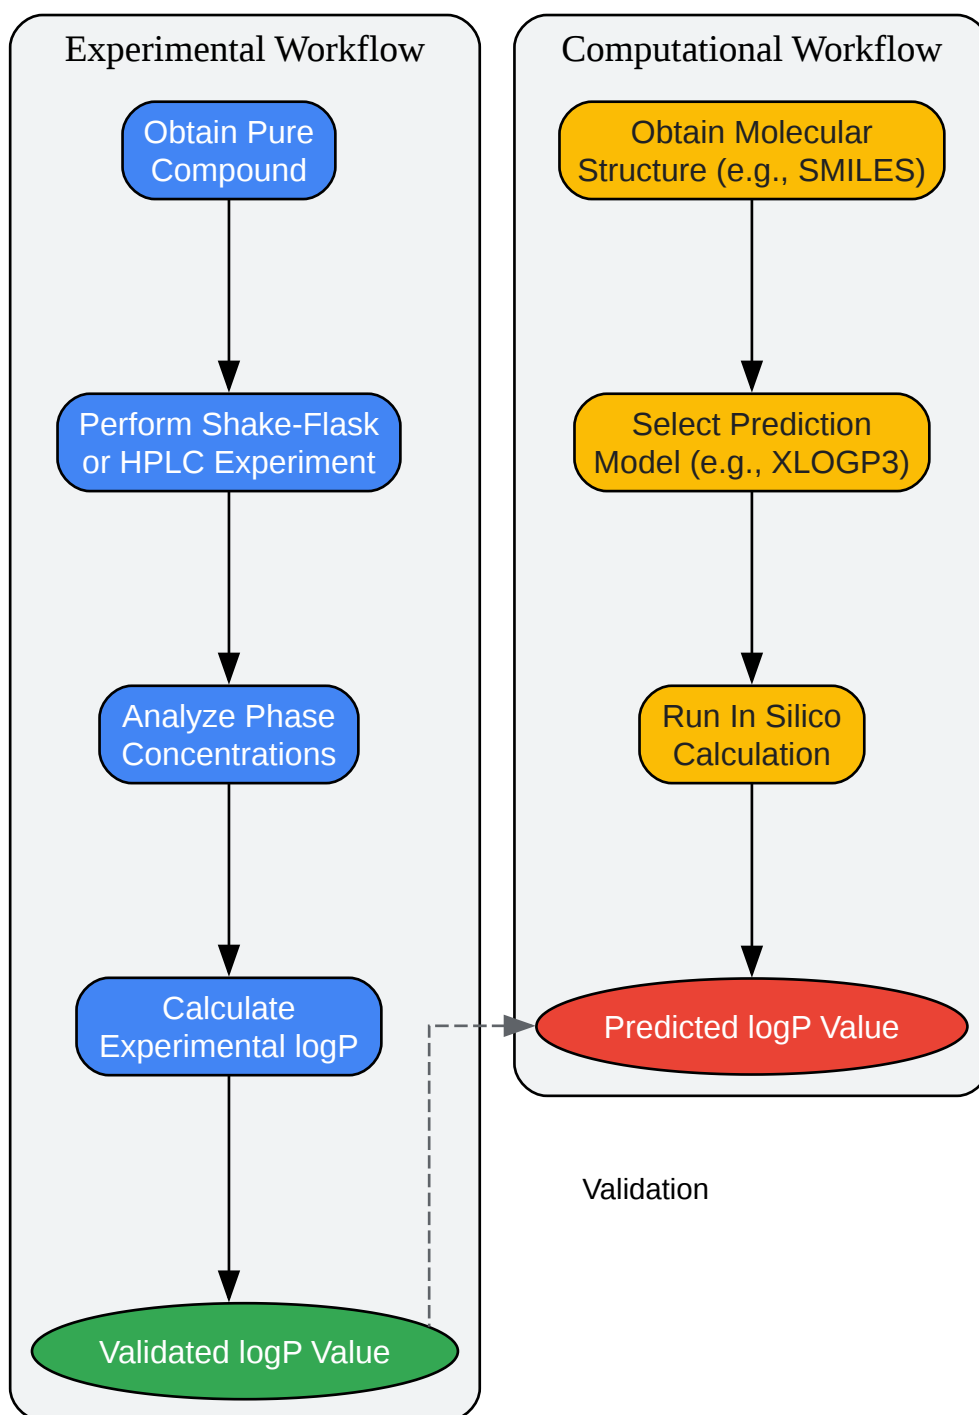 Experimental Workflow
Obtain Pure
Compound
Perform Shake-Flask
or HPLC Experiment
Analyze Phase
Concentrations
Calculate
Experimental logP
Validated logP Value
Computational Workflow
Obtain Molecular
Structure (e.g., SMILES)
Select Prediction
Model (e.g., XLOGP3)
Run In Silico
Calculation
Predicted logP Value
Validation